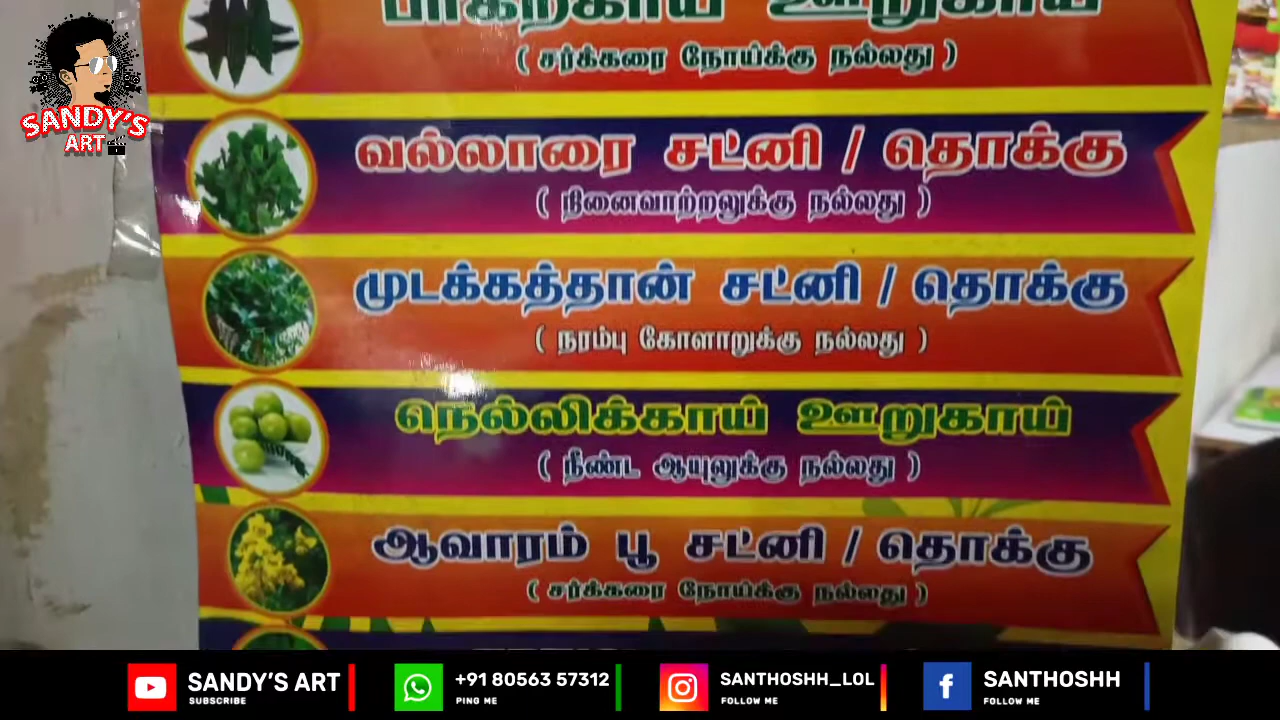 பாகற்காய் ஊறுகாய்
( சர்க்கரை நோய்க்கு நல்லது )
SANDY'S
ART
வல்லாரை சட்னி / தொக்கு
( நினைவாற்றலுக்கு நல்லது )
முடக்கத்தான் சட்னி / தொக்கு
( நரம்பு கோளாறுக்கு நல்லது )
நெல்லிக்காய் ஊறுகாய்
( நீண்ட ஆயுலுக்கு நல்லது )
ஆவாரம் பூ சட்னி / தொக்கு
( சர்க்கரை நோய்க்கு நல்லது )
SANDY'S ART +91 80563 57312 SANTHOSHH_LOL SANTHOSHH
SUBSCRIBE PING ME FOLLOW ME FOLLOW ME